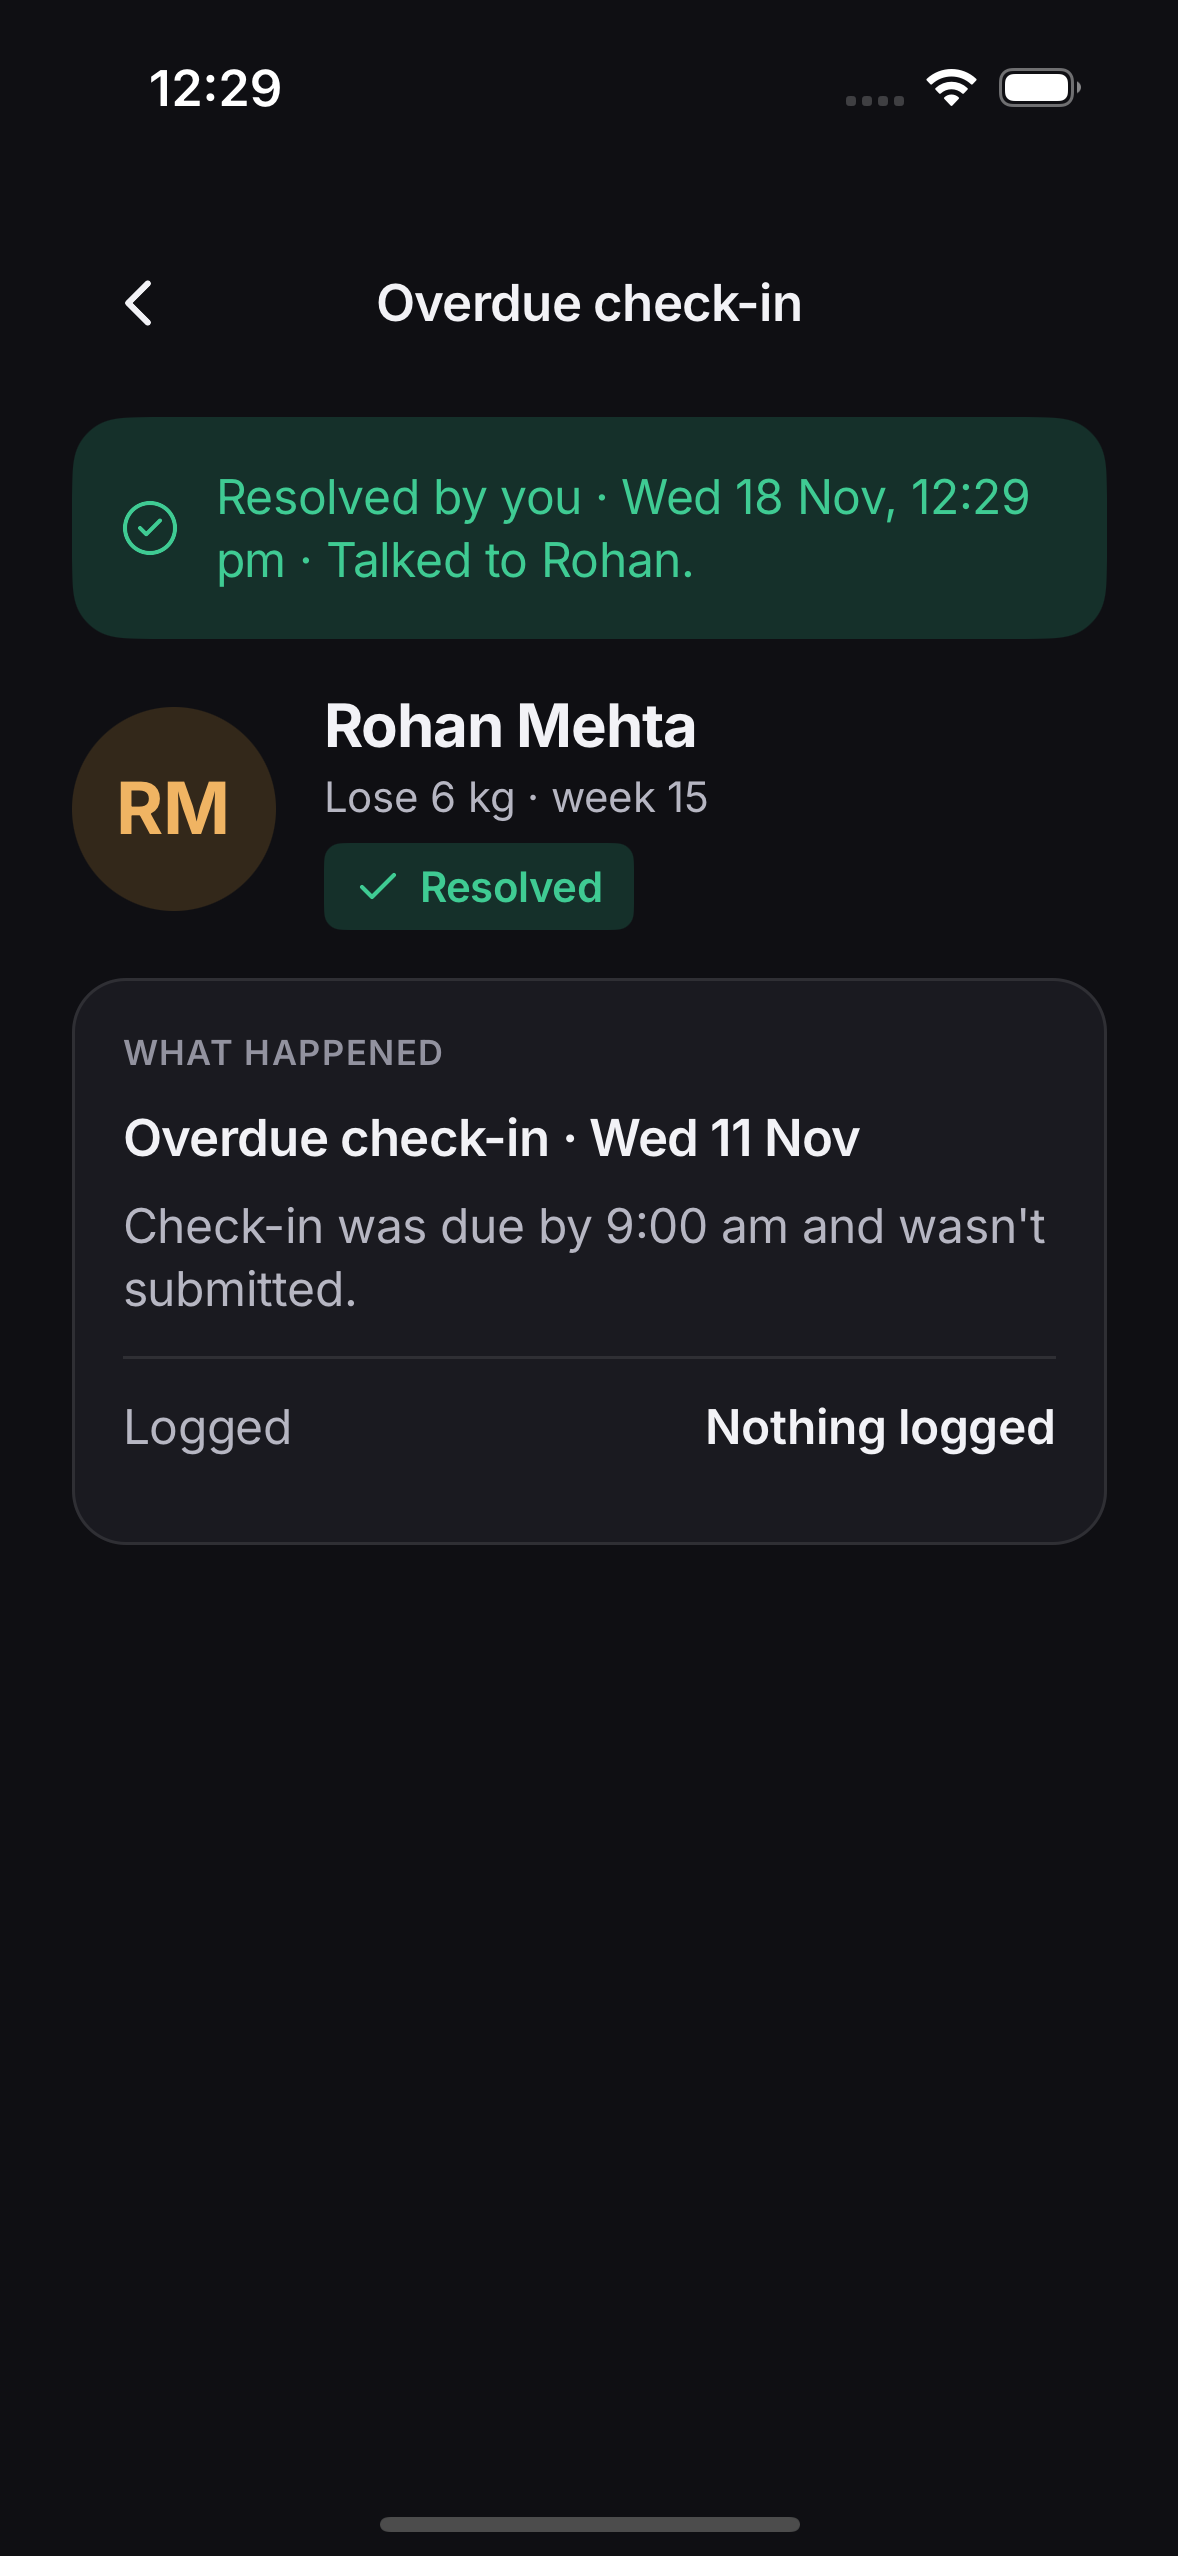 12:29
Overdue check-in
Resolved by you · Wed 18 Nov, 12:29
pm · Talked to Rohan.
RM
Rohan Mehta
Lose 6 kg · week 15
Resolved
WHAT HAPPENED
Overdue check-in · Wed 11 Nov
Check-in was due by 9:00 am and wasn't
submitted.
Logged Nothing logged